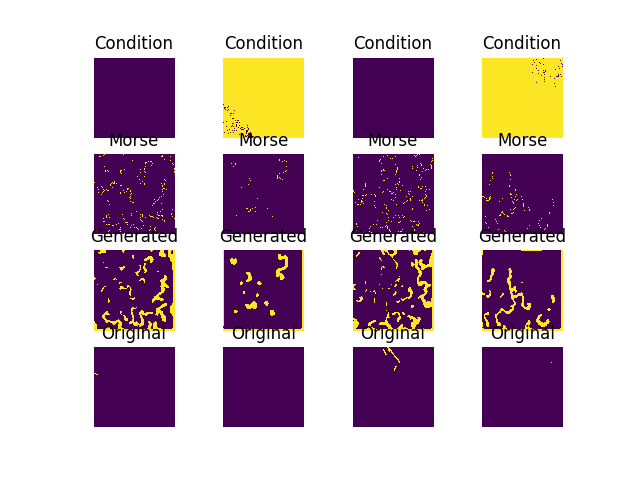 Condition Condition Condition Condition
Morse Morse Morse Morse
Generated Generated Generated Generated
Original Original Original Original